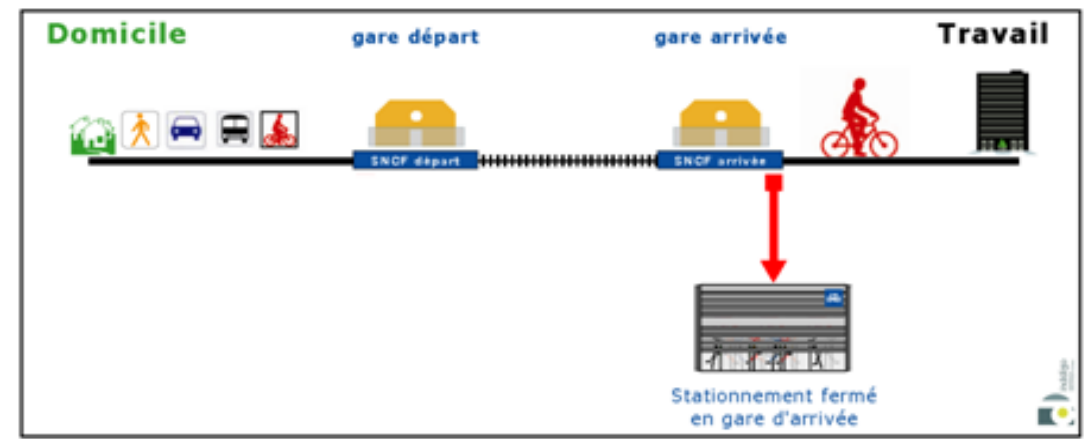 Domicile
gare départ
gare arrivée
Travail
SNCF départ
SNCF arrivée
Stationnement fermé
en gare d'arrivée